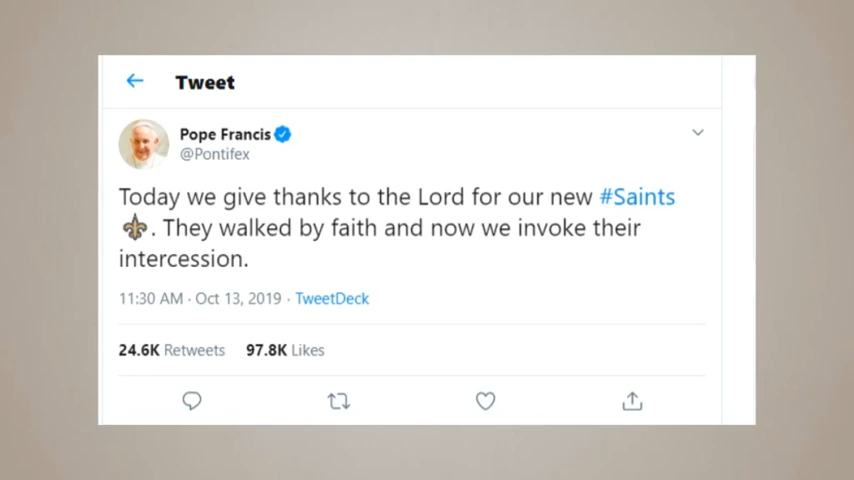 Tweet
Pope Francis
@Pontifex
Today we give thanks to the Lord for our new #Saints
. They walked by faith and now we invoke their
intercession.
11:30 AM · Oct 13, 2019 · TweetDeck
24.6K Retweets 97.8K Likes